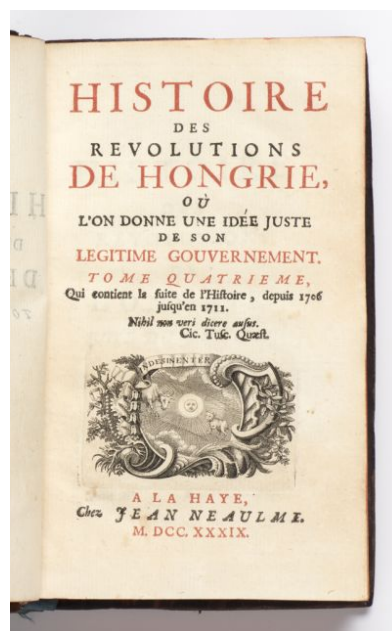 HISTOIRE
DES
REVOLUTIONS
DE HONGRIE,
OÙ
L'ON DONNE UNE IDÉE JUSTE
DE SON
LEGITIME GOUVERNEMENT.
TOME QUATRIEME,
Qui contient la suite de l'Histoire, depuis 1706
jusqu'en 1711.
Nihil non veri dicere ausus.
Cic. Tusc. Quæst.
INDESINENTER
A LA HAYE,
Chez JEAN NEAULME.
M. DCC. XXXIX.